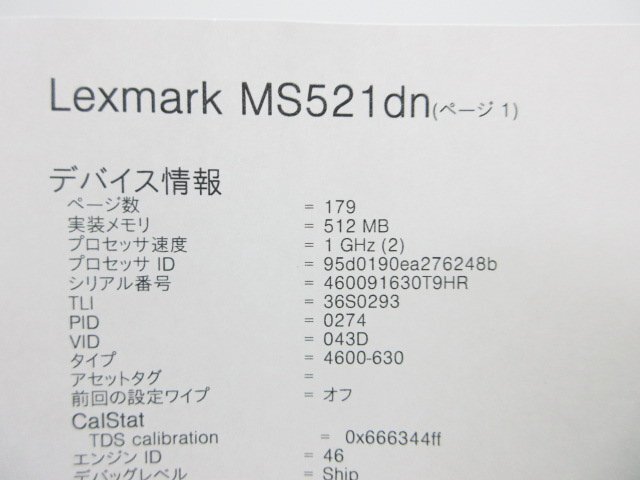 Lexmark MS521dn(ページ 1)
デバイス情報
ページ数 = 179
実装メモリ = 512 MB
プロセッサ速度 = 1 GHz (2)
プロセッサ ID = 95d0190ea276248b
シリアル番号 = 460091630T9HR
TLI = 36S0293
PID = 0274
VID = 043D
タイプ = 4600-630
アセットタグ =
前回の設定ワイプ = オフ
CalStat
TDS calibration = 0x666344ff
エンジン ID = 46
デバッグレベル = Ship